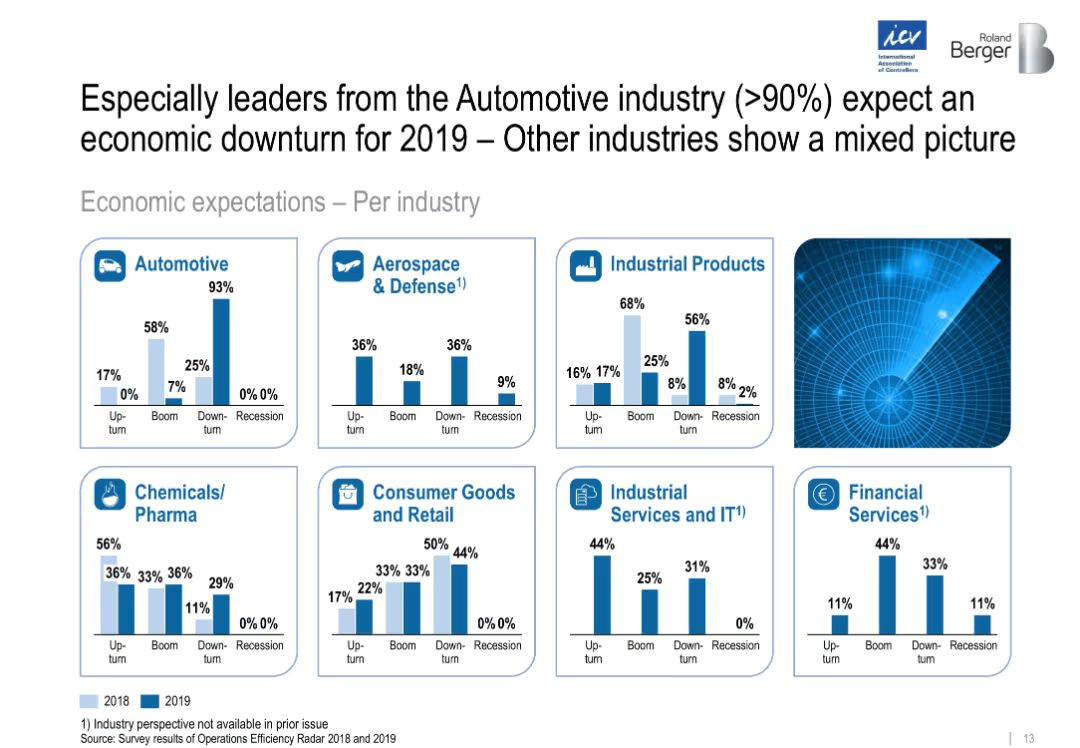 icv
International
Association
of Controllers
Roland
Berger
B
Especially leaders from the Automotive industry (>90%) expect an
economic downturn for 2019 – Other industries show a mixed picture
Economic expectations – Per industry
Automotive
17%
0%
58%
7%
25%
93%
0% 0%
Up-
turn
Boom
Down-
turn
Recession
Aerospace
& Defense1)
36%
18%
36%
9%
Up-
turn
Boom
Down-
turn
Recession
Industrial Products
16% 17%
68%
25%
8%
56%
8%
2%
Up-
turn
Boom
Down-
turn
Recession
Chemicals/
Pharma
56%
36%
33%
36%
11%
29%
0% 0%
Up-
turn
Boom
Down-
turn
Recession
Consumer Goods
and Retail
17%
22%
33% 33%
50%
44%
0% 0%
Up-
turn
Boom
Down-
turn
Recession
Industrial
Services and IT1)
44%
25%
31%
0%
Up-
turn
Boom
Down-
turn
Recession
€
Financial
Services1)
11%
44%
33%
11%
Up-
turn
Boom
Down-
turn
Recession
2018
2019
1) Industry perspective not available in prior issue
Source: Survey results of Operations Efficiency Radar 2018 and 2019
13